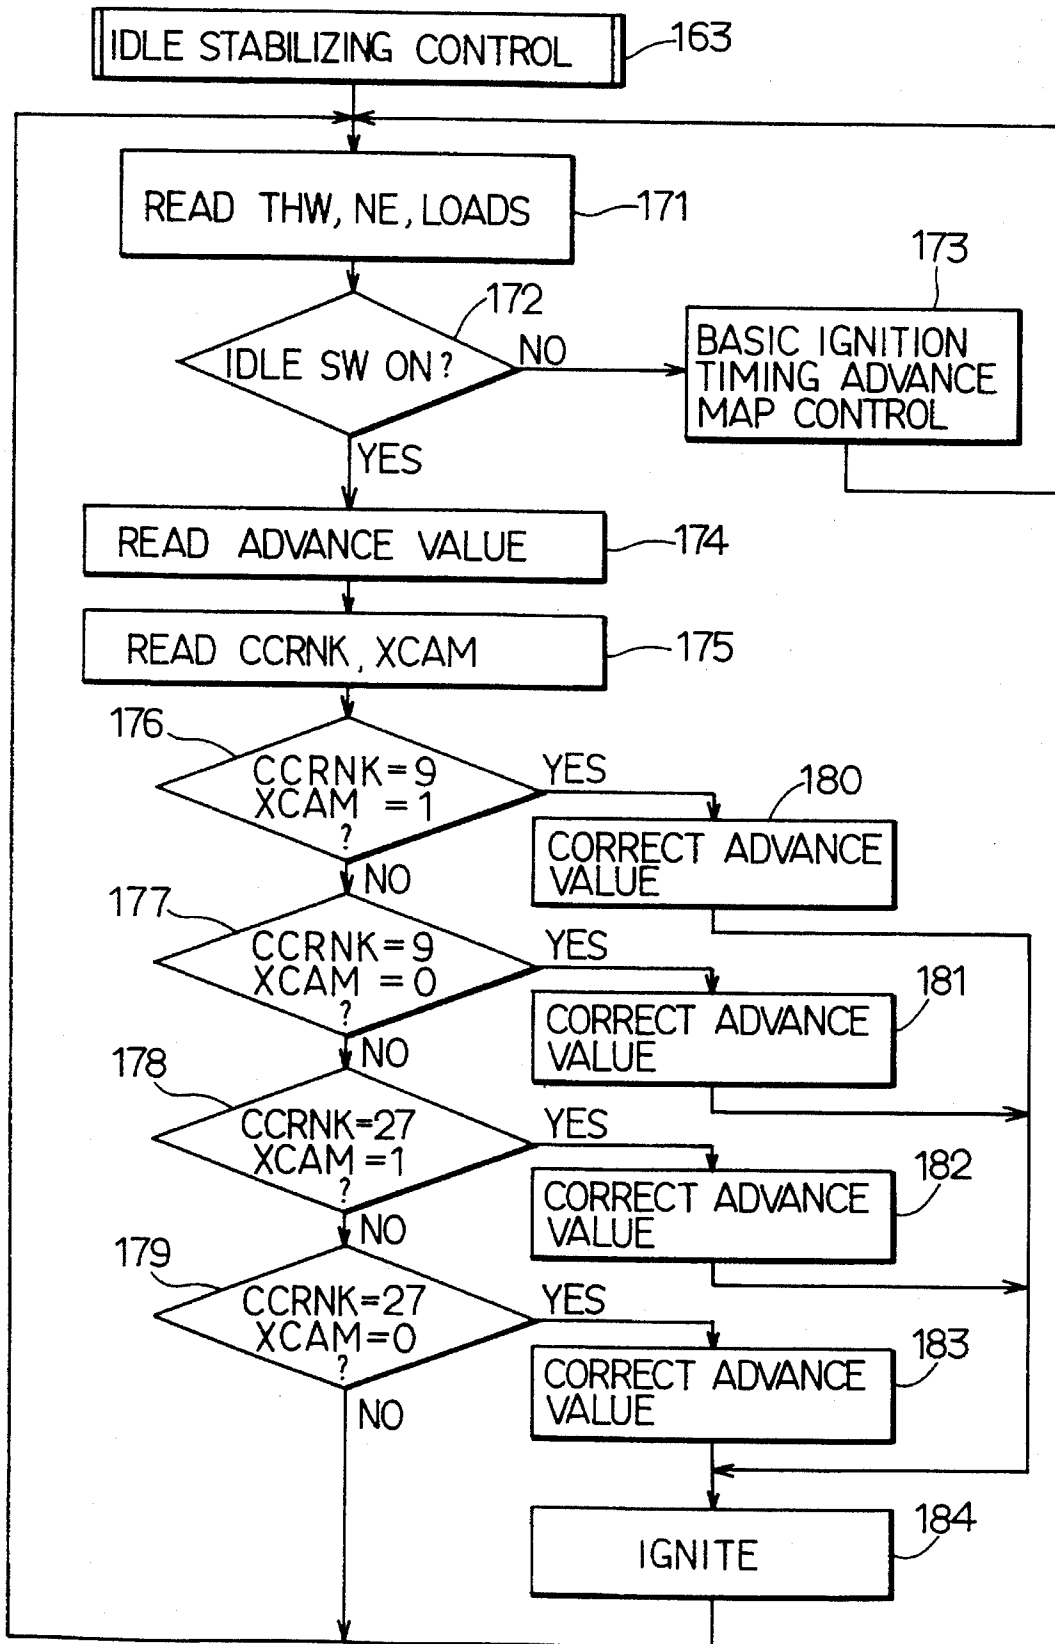 IDLE STABILIZING CONTROL
163
READ THW, NE, LOADS
171
172
IDLE SW ON?
NO
173
BASIC IGNITION
TIMING ADVANCE
MAP CONTROL
YES
READ ADVANCE VALUE
174
READ CCRNK, XCAM
175
176
CCRNK=9
XCAM =1
?
YES
180
CORRECT ADVANCE
VALUE
NO
177
CCRNK=9
XCAM =0
?
YES
181
CORRECT ADVANCE
VALUE
NO
178
CCRNK=27
XCAM=1
?
YES
182
CORRECT ADVANCE
VALUE
NO
179
CCRNK=27
XCAM=0
?
YES
183
CORRECT ADVANCE
VALUE
NO
184
IGNITE